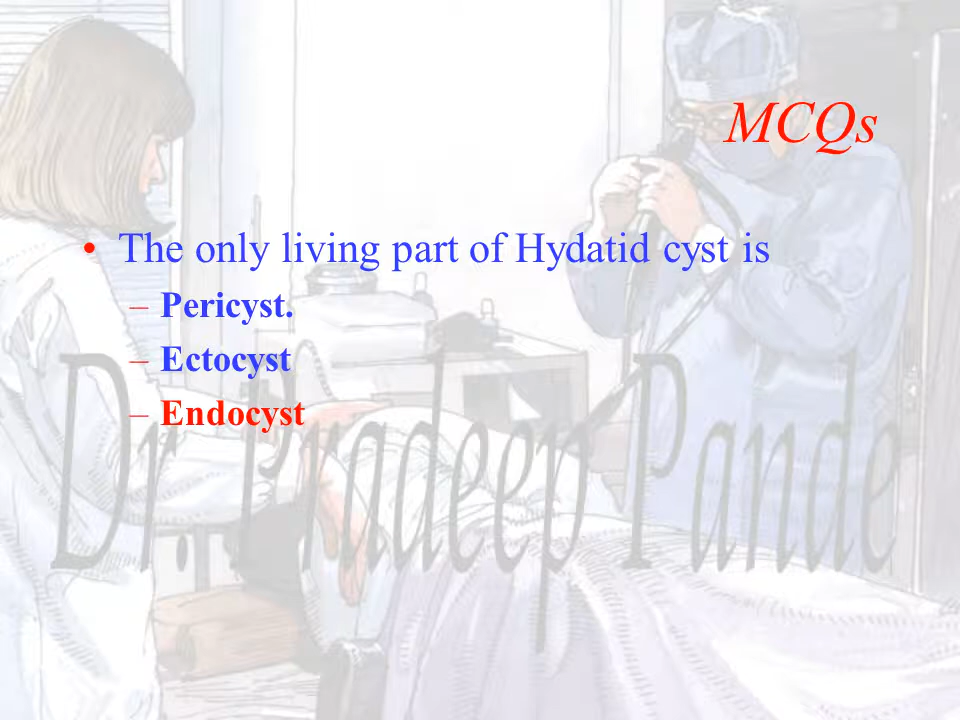 MCQs
• The only living part of Hydatid cyst is
– Pericyst.
– Ectocyst
– Endocyst
Dr. Pradeep Pande